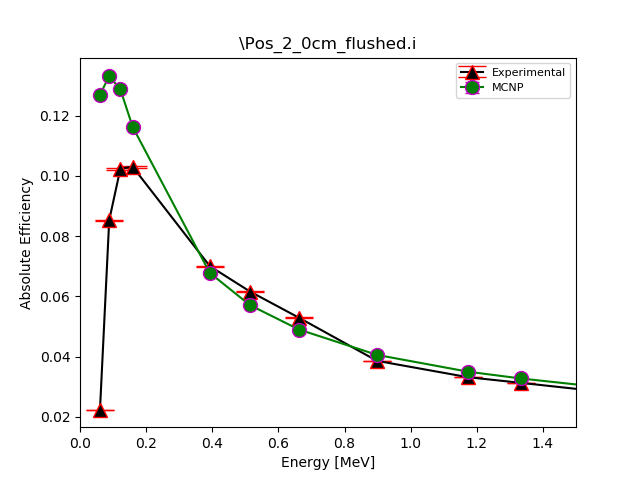 \Pos_2_0cm_flushed.i
Experimental
MCNP
Absolute Efficiency
0.12
0.10
0.08
0.06
0.04
0.02
0.0 0.2 0.4 0.6 0.8 1.0 1.2 1.4
Energy [MeV]